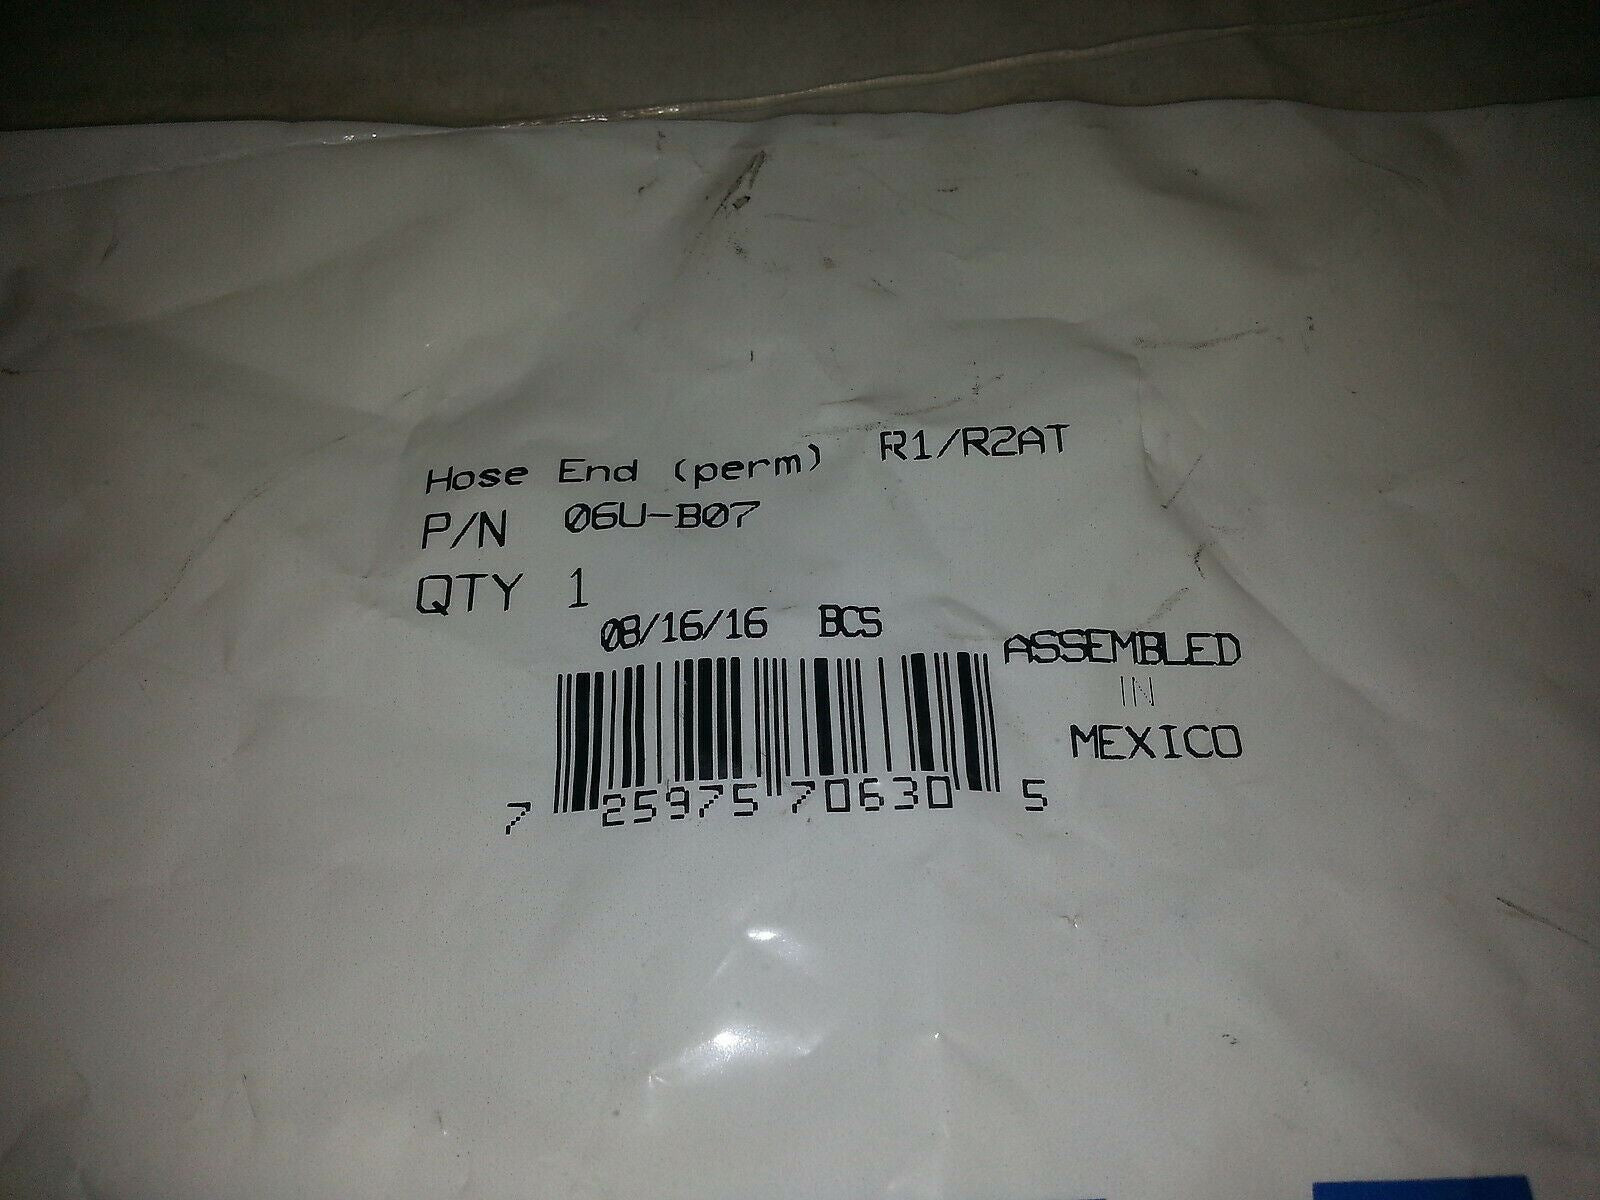 Hose End (perm) R1/R2AT
P/N 06U-B07
QTY 1
08/16/16 BCS
ASSEMBLED
IN
MEXICO
7 25975 70630 5